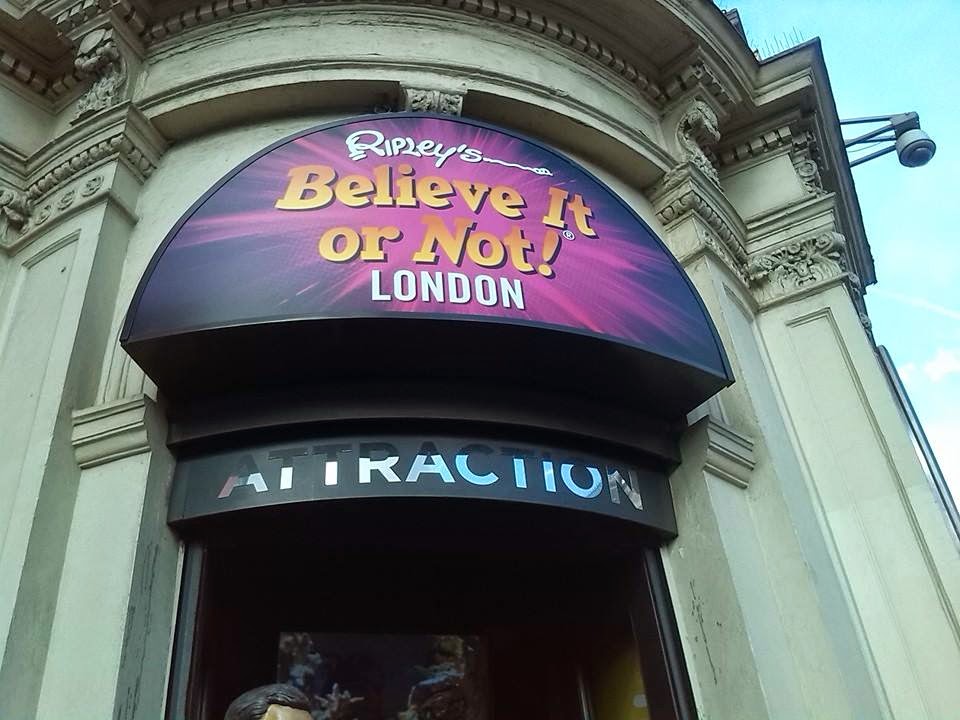 Ripley's
Believe It
or Not!®
LONDON
ATTRACTION